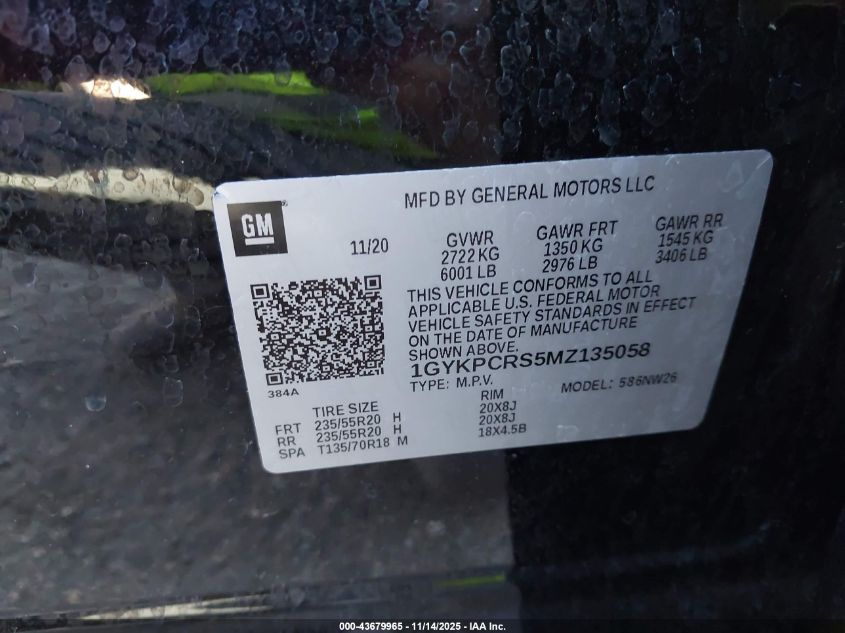 MFD BY GENERAL MOTORS LLC
GM
11/20
GVWR
2722 KG
6001 LB
GAWR FRT
1350 KG
2976 LB
GAWR RR
1545 KG
3406 LB
THIS VEHICLE CONFORMS TO ALL
APPLICABLE U.S. FEDERAL MOTOR
VEHICLE SAFETY STANDARDS IN EFFECT
ON THE DATE OF MANUFACTURE
SHOWN ABOVE.
1GYKPCRS5MZ135058
TYPE: M.P.V. MODEL: 586NW26
384A
TIRE SIZE RIM
FRT 235/55R20 H 20X8J
RR 235/55R20 H 20X8J
SPA T135/70R18 M 18X4.5B
000-43679965 - 11/14/2025 - IAA Inc.